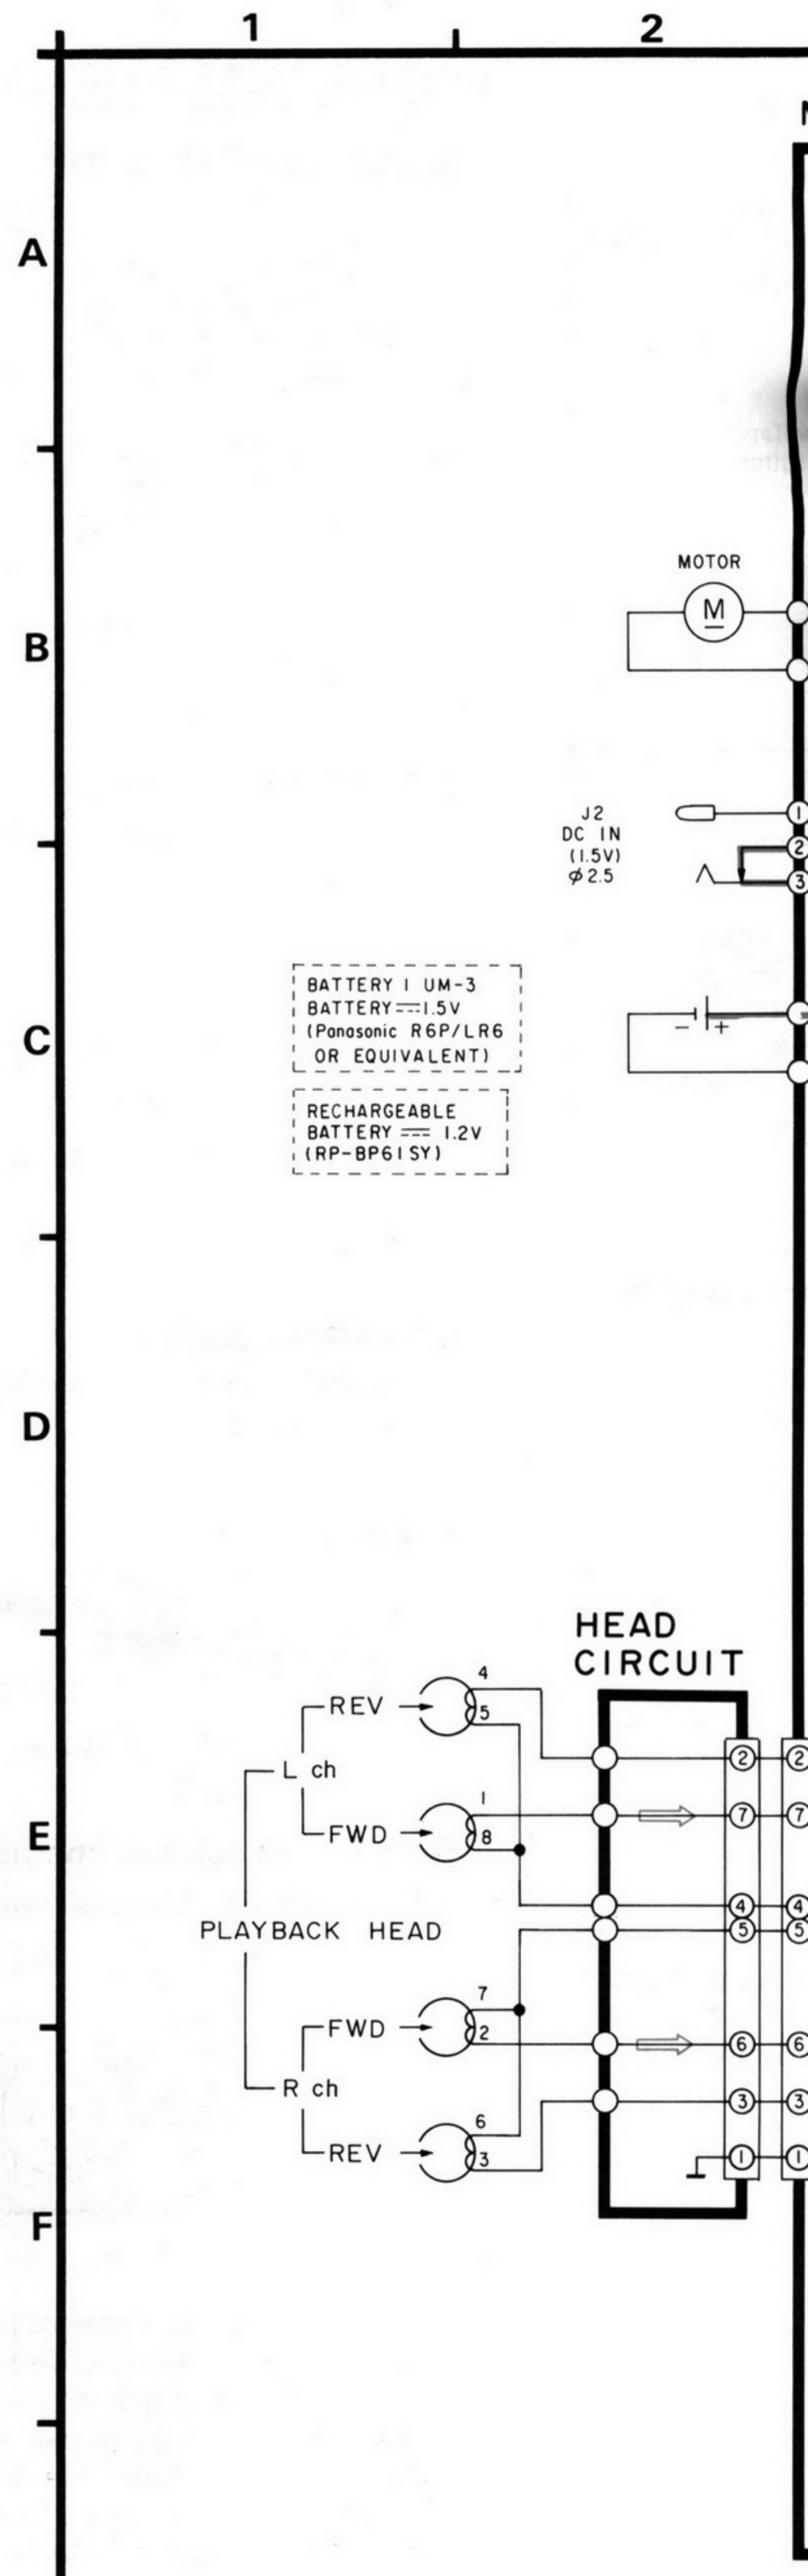 1 2
A
B
MOTOR
M
J2
DC IN
(1.5V)
φ2.5
1
2
3
C
BATTERY 1 UM-3
BATTERY⎓1.5V
(Panasonic R6P/LR6
OR EQUIVALENT)
- +
RECHARGEABLE
BATTERY ⎓ 1.2V
(RP-BP61SY)
D
HEAD
CIRCUIT
4
REV
5
2 2
L ch
1
7 7
E
FWD
8
4 4
PLAYBACK HEAD
5 5
7
FWD
2
6 6
R ch
3 3
6
REV
3
1 1
F